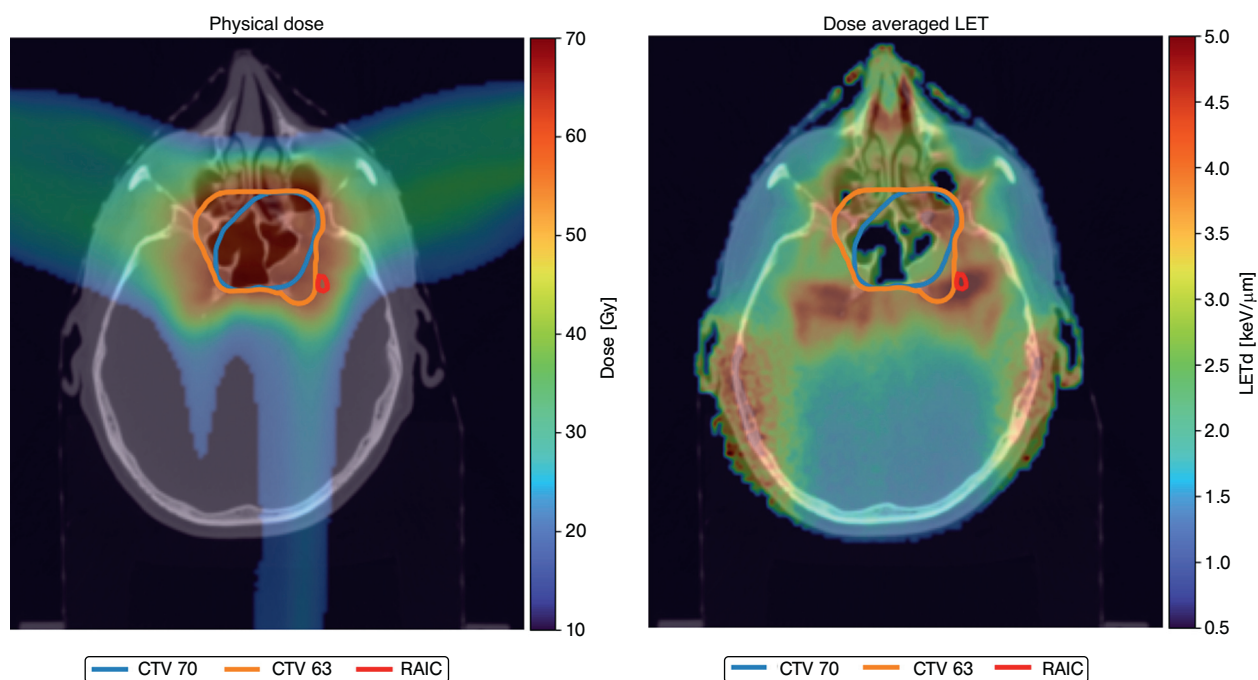 Physical dose
70
60
50
40
30
20
10
Dose [Gy]
CTV 70 CTV 63 RAIC
Dose averaged LET
5.0
4.5
4.0
3.5
3.0
2.5
2.0
1.5
1.0
0.5
LETd [keV/μm]
CTV 70 CTV 63 RAIC